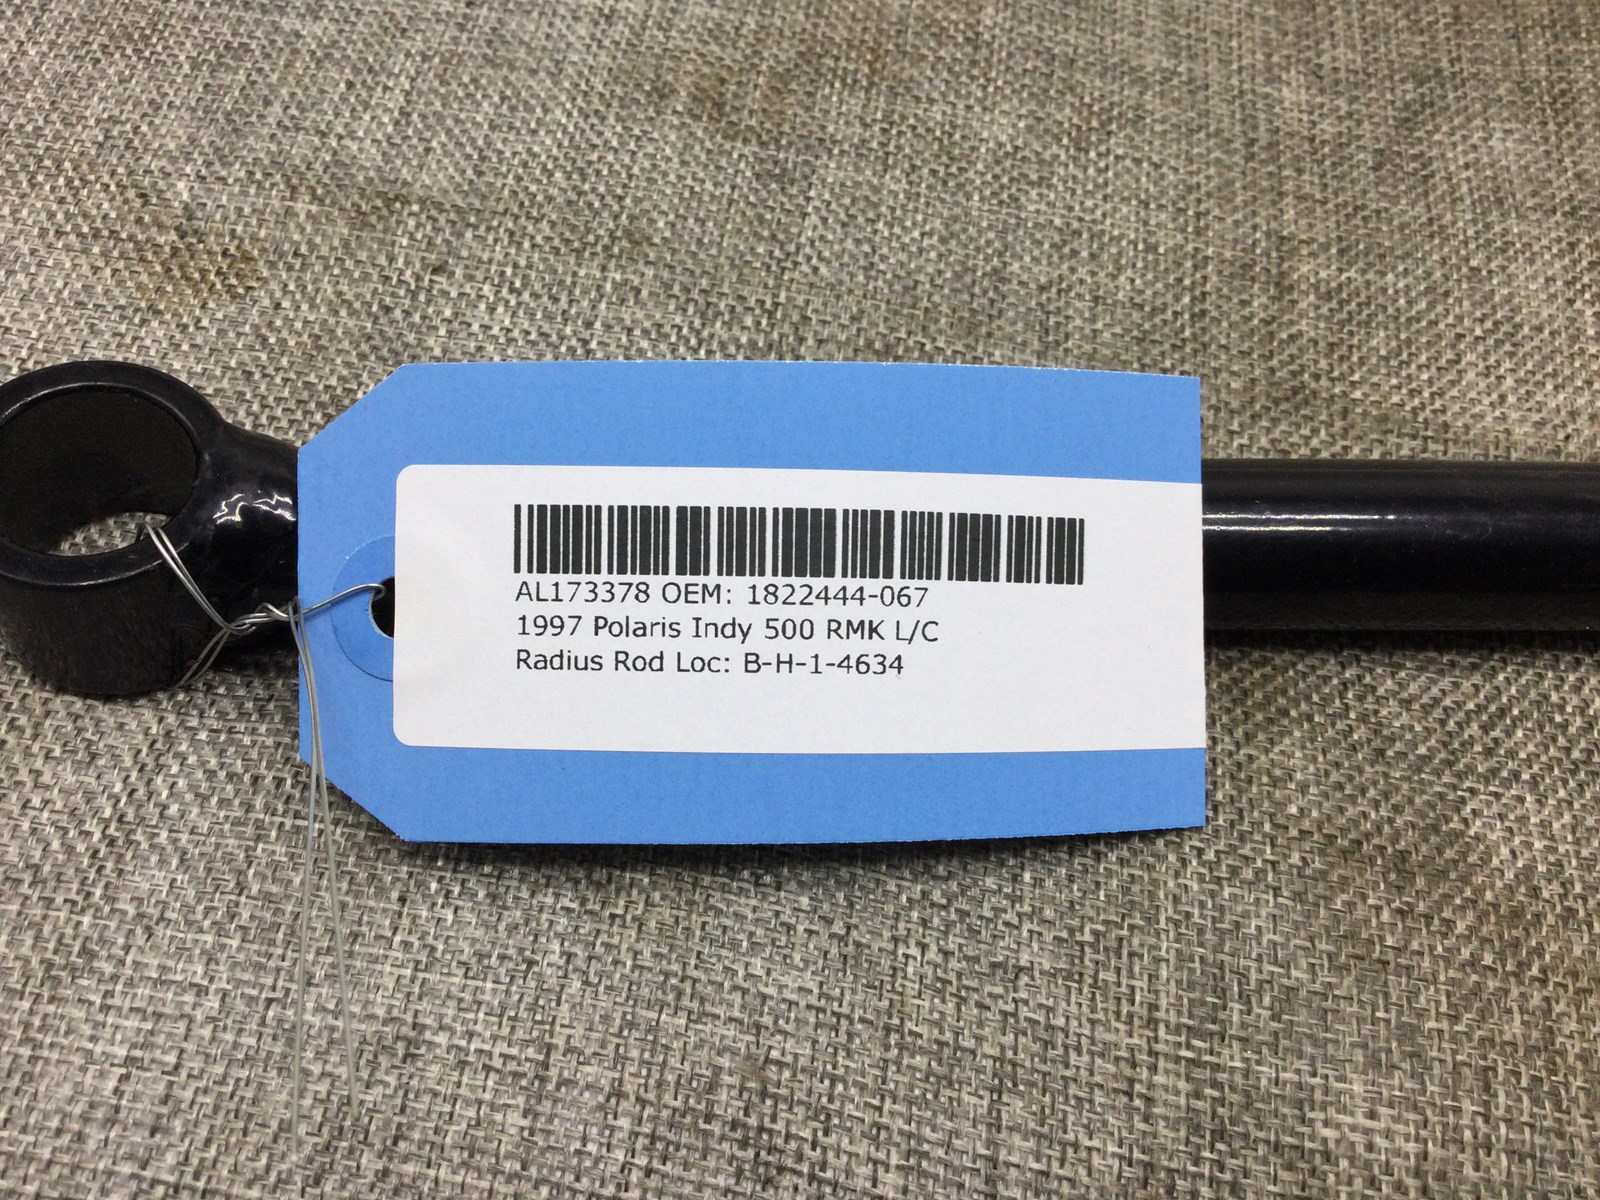 AL173378 OEM: 1822444-067
1997 Polaris Indy 500 RMK L/C
Radius Rod Loc: B-H-1-4634